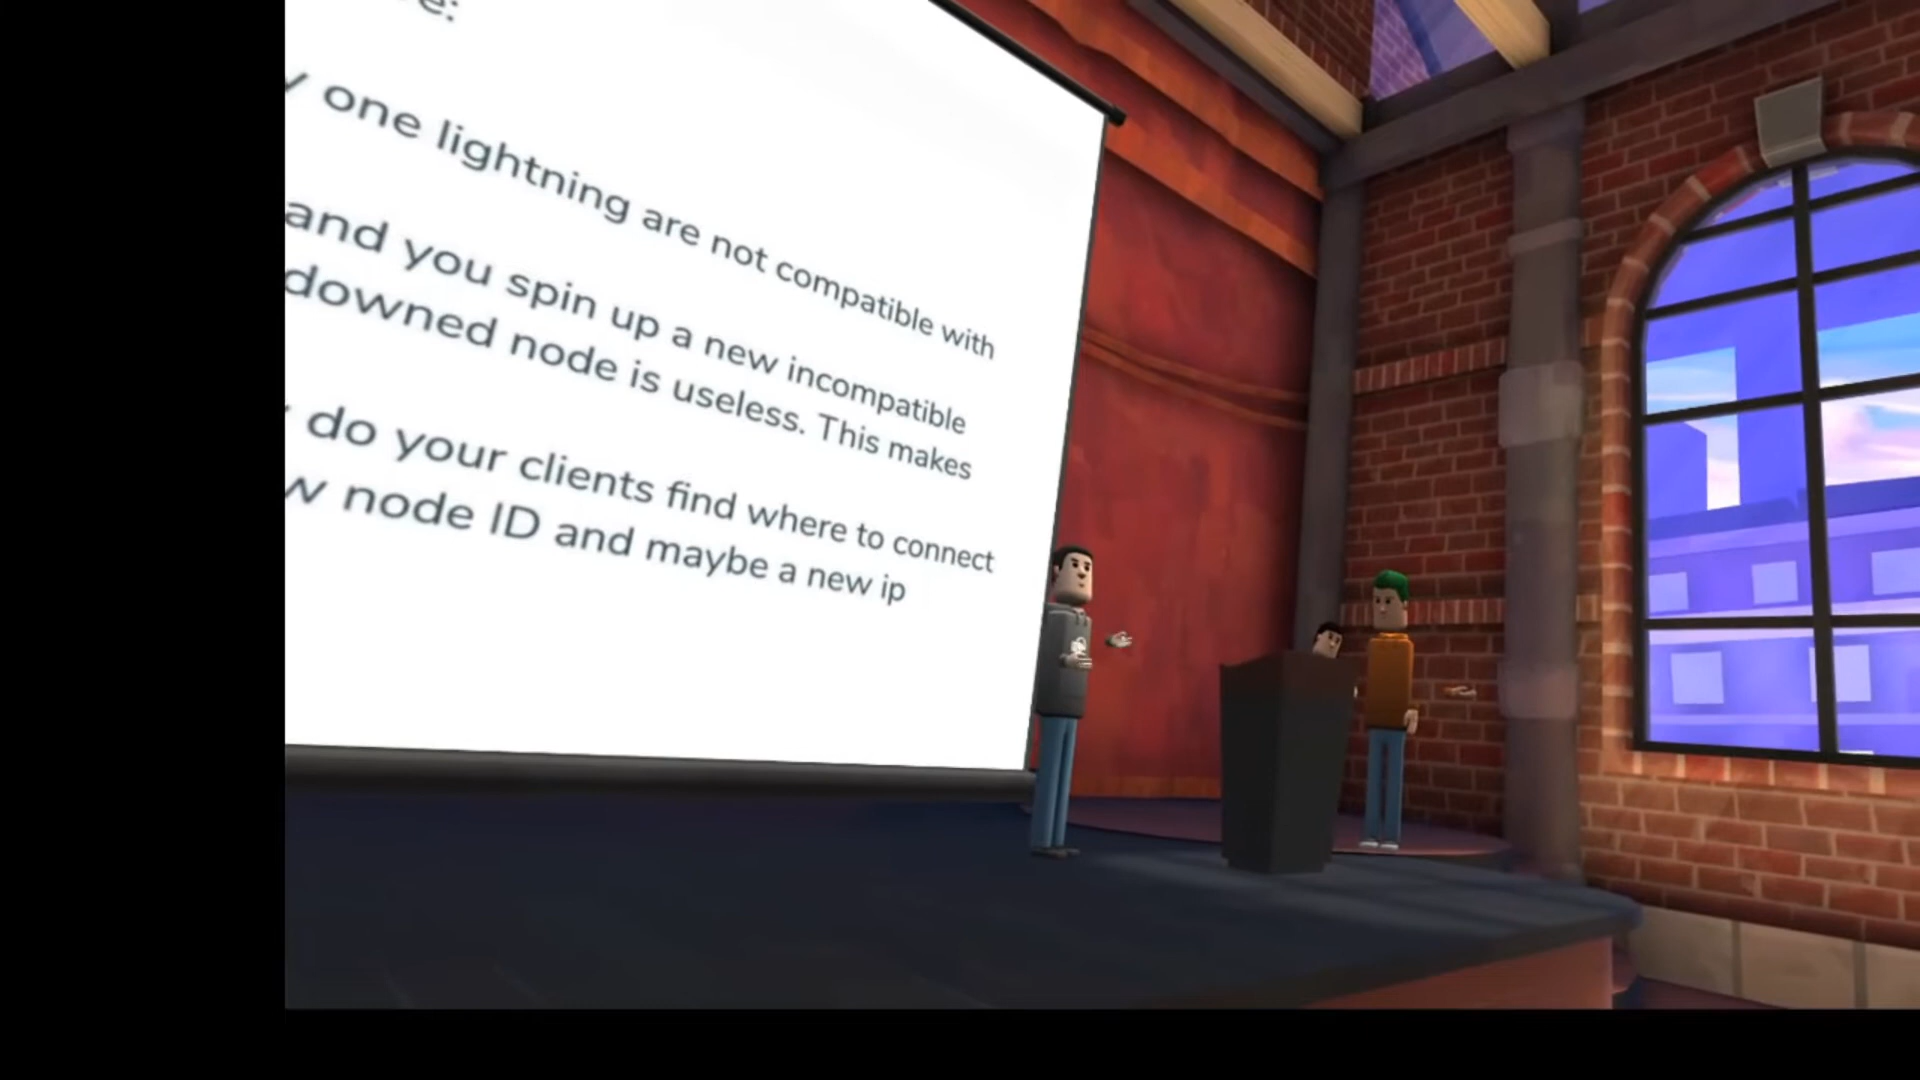 one lightning are not compatible with
and you spin up a new incompatible
downed node is useless. This makes
do your clients find where to connect
node ID and maybe a new ip